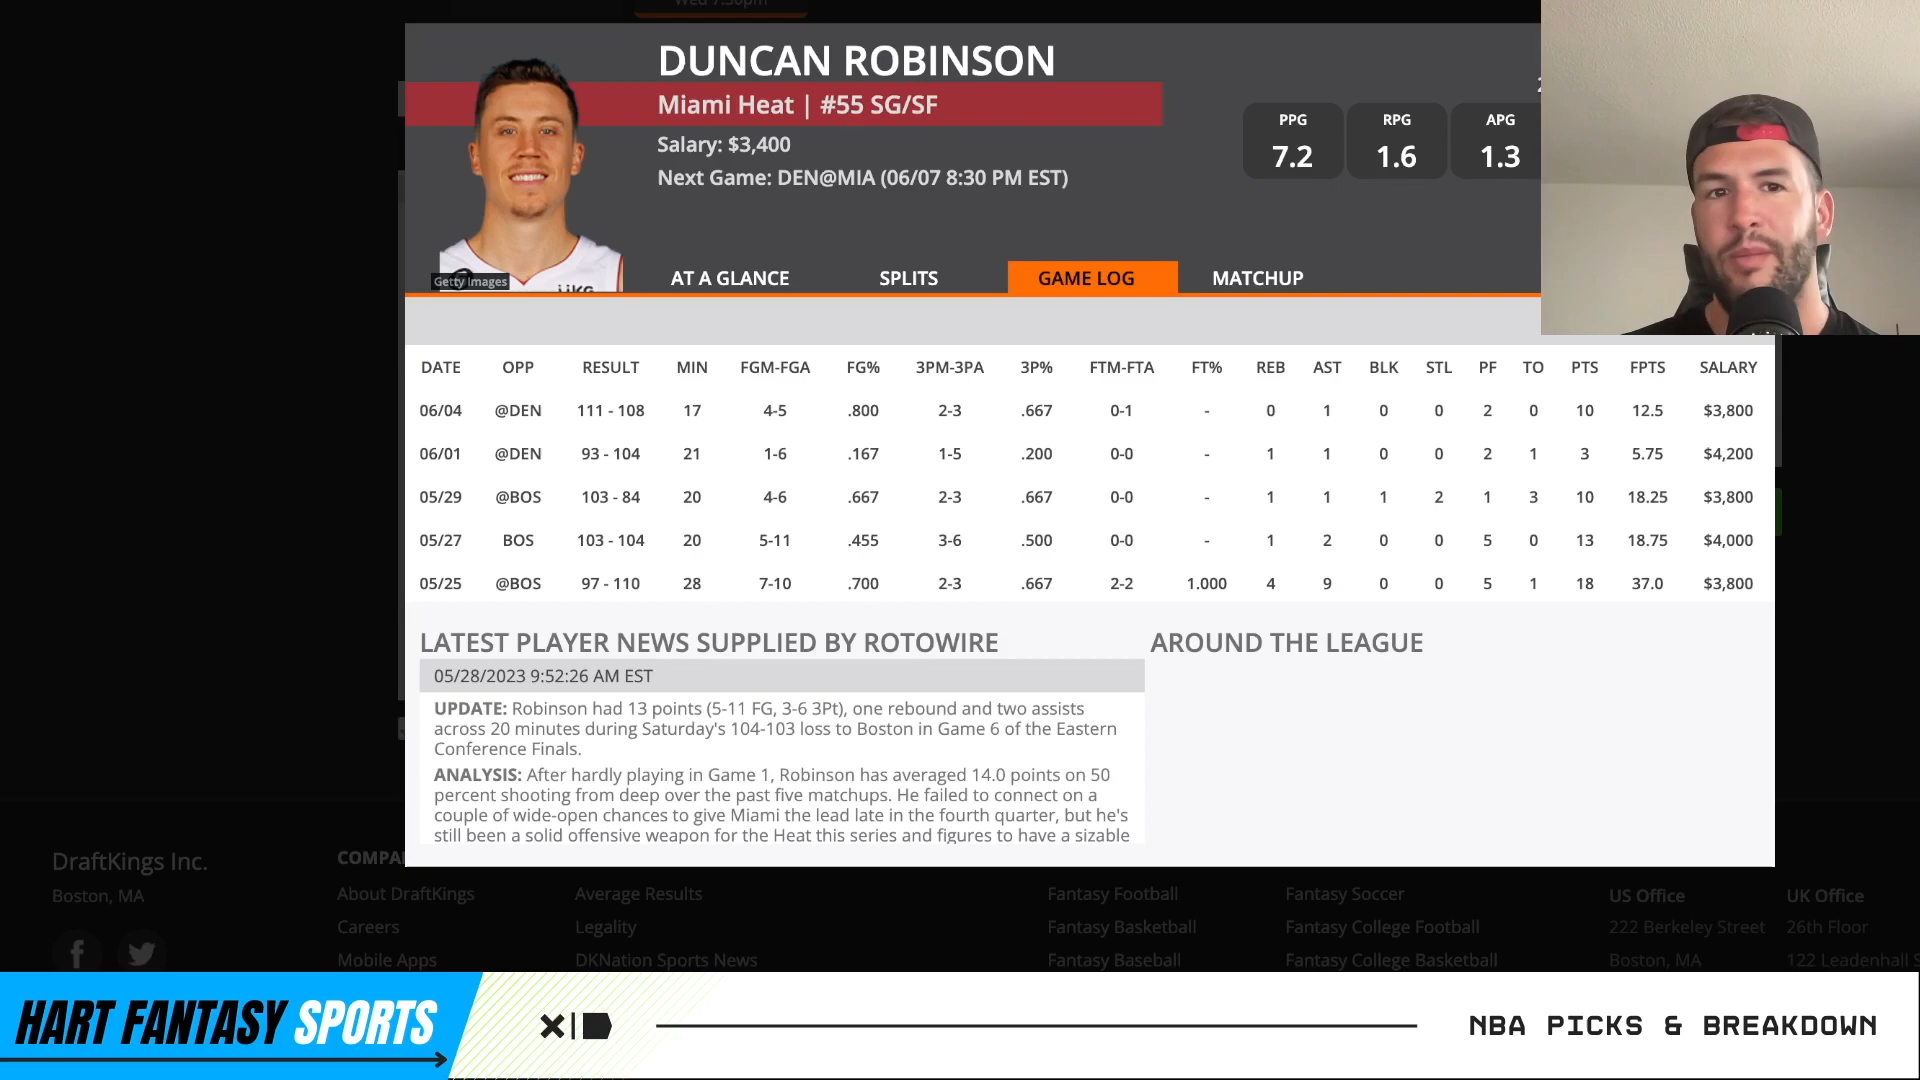 Wed 7:30pm
DUNCAN ROBINSON
Miami Heat | #55 SG/SF
Salary: $3,400
Next Game: DEN@MIA (06/07 8:30 PM EST)
PPG RPG APG
7.2 1.6 1.3
Getty Images
AT A GLANCE SPLITS GAME LOG MATCHUP
DATE OPP RESULT MIN FGM-FGA FG% 3PM-3PA 3P% FTM-FTA FT% REB AST BLK STL PF TO PTS FPTS SALARY
06/04 @DEN 111 - 108 17 4-5 .800 2-3 .667 0-1 - 0 1 0 0 2 0 10 12.5 $3,800
06/01 @DEN 93 - 104 21 1-6 .167 1-5 .200 0-0 - 1 1 0 0 2 1 3 5.75 $4,200
05/29 @BOS 103 - 84 20 4-6 .667 2-3 .667 0-0 - 1 1 1 2 1 3 10 18.25 $3,800
05/27 BOS 103 - 104 20 5-11 .455 3-6 .500 0-0 - 1 2 0 0 5 0 13 18.75 $4,000
05/25 @BOS 97 - 110 28 7-10 .700 2-3 .667 2-2 1.000 4 9 0 0 5 1 18 37.0 $3,800
LATEST PLAYER NEWS SUPPLIED BY ROTOWIRE
AROUND THE LEAGUE
05/28/2023 9:52:26 AM EST
UPDATE: Robinson had 13 points (5-11 FG, 3-6 3Pt), one rebound and two assists
across 20 minutes during Saturday's 104-103 loss to Boston in Game 6 of the Eastern
Conference Finals.
ANALYSIS: After hardly playing in Game 1, Robinson has averaged 14.0 points on 50
percent shooting from deep over the past five matchups. He failed to connect on a
couple of wide-open chances to give Miami the lead late in the fourth quarter, but he's
still been a solid offensive weapon for the Heat this series and figures to have a sizable
DraftKings Inc.
Boston, MA
COMPA
About DraftKings Average Results Fantasy Football Fantasy Soccer US Office UK Office
Careers Legality Fantasy Basketball Fantasy College Football 222 Berkeley Street 26th Floor
Mobile Apps DKNation Sports News Fantasy Baseball Fantasy College Basketball Boston, MA 122 Leadenhall S
HART FANTASY SPORTS
NBA PICKS & BREAKDOWN